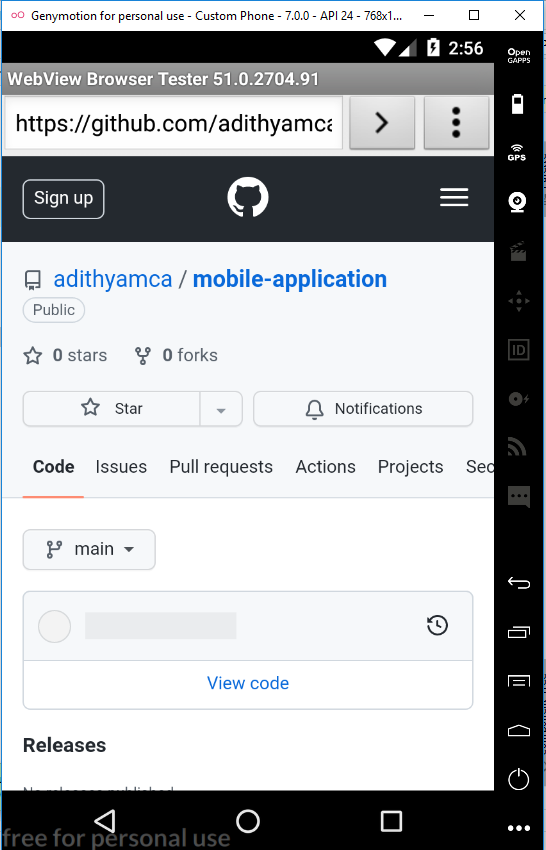 Genymotion for personal use - Custom Phone - 7.0.0 - API 24 - 768x1...
2:56
Open
GAPPS
WebView Browser Tester 51.0.2704.91
https://github.com/adithyamca
GPS
Sign up
adithyamca / mobile-application
Public
ID
0 stars 0 forks
Star Notifications
Code Issues Pull requests Actions Projects Sec
main
View code
Releases
No releases published
free for personal use